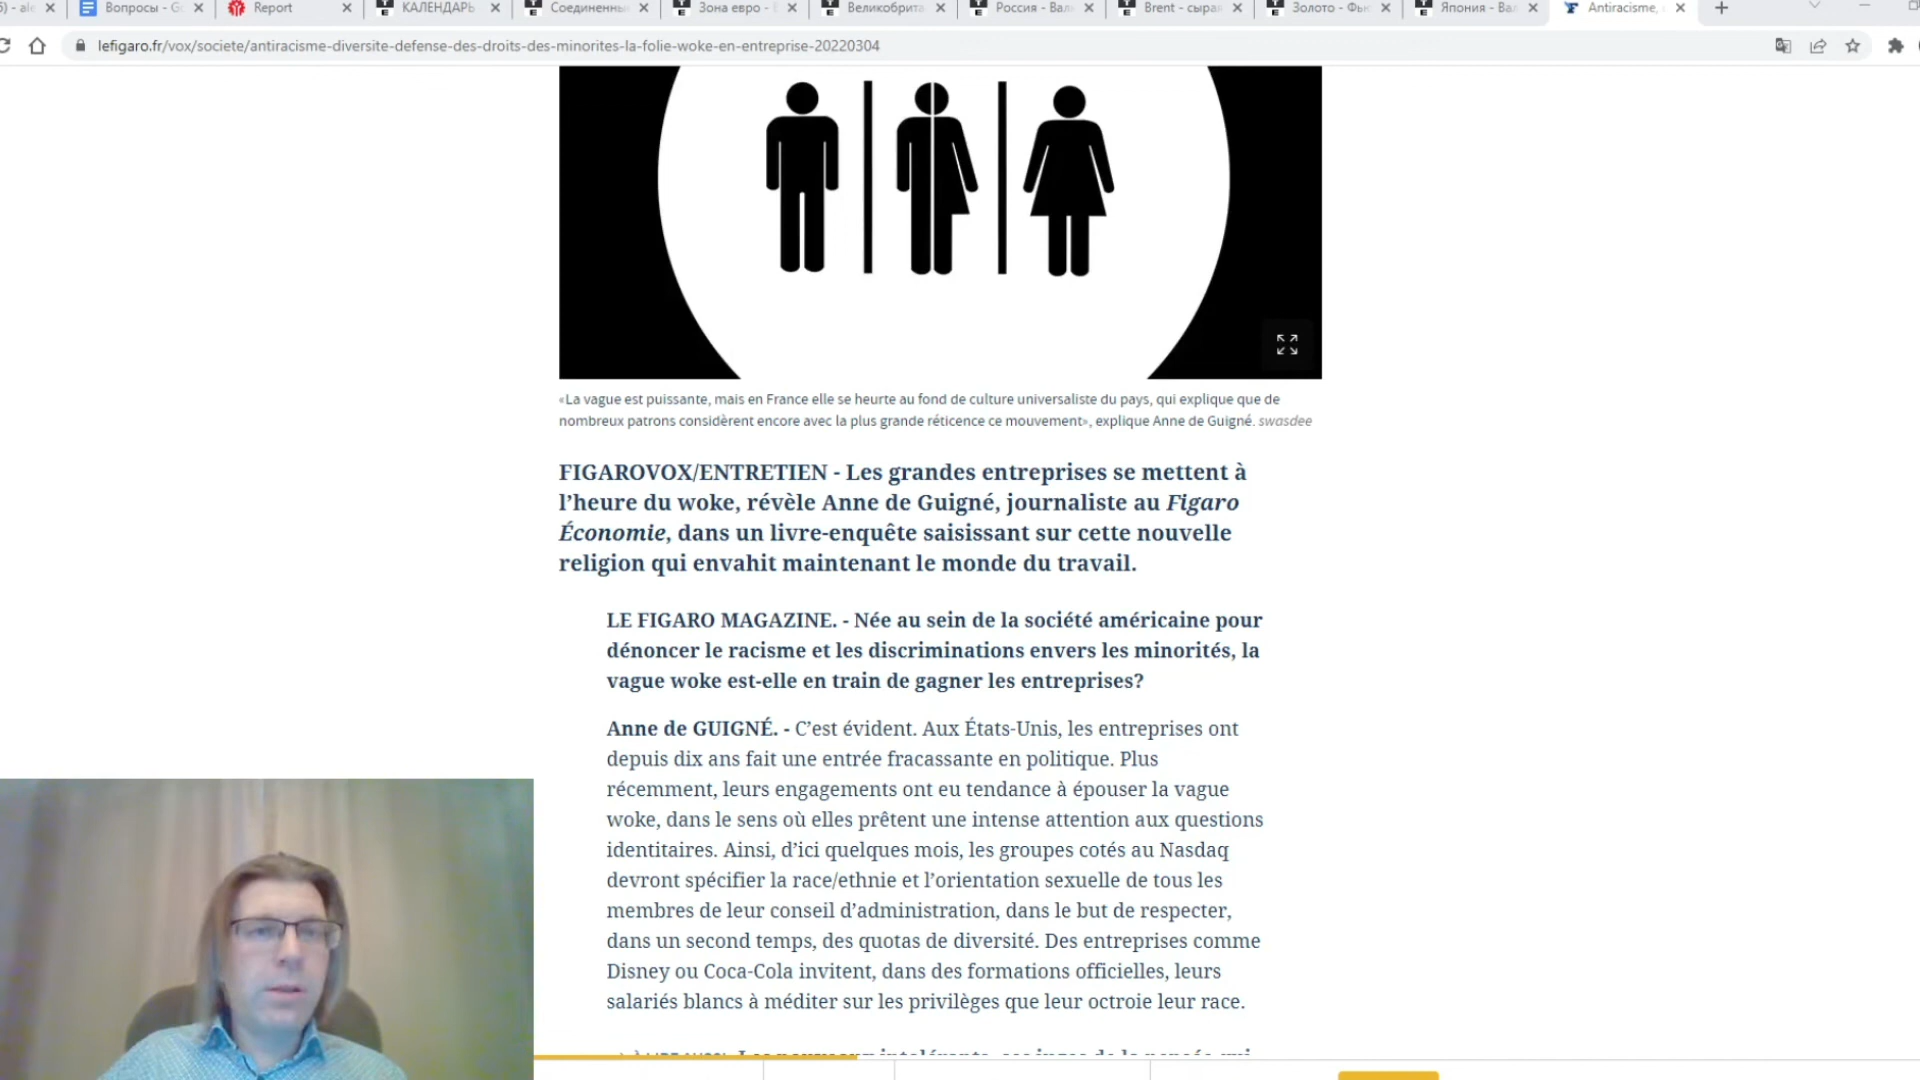 Вопросы - G
Report
КАЛЕНДАРЬ
Соединенны
Зона евро -
Великобрита
Россия - Вал
Brent - сырая
Золото - Фью
Япония - Вал
Antiracisme,
lefigaro.fr/vox/societe/antiracisme-diversite-defense-des-droits-des-minorites-la-folie-woke-en-entreprise-20220304
«La vague est puissante, mais en France elle se heurte au fond de culture universaliste du pays, qui explique que de
nombreux patrons considèrent encore avec la plus grande réticence ce mouvement», explique Anne de Guigné. swasdee
FIGAROVOX/ENTRETIEN - Les grandes entreprises se mettent à
l’heure du woke, révèle Anne de Guigné, journaliste au Figaro
Économie, dans un livre-enquête saisissant sur cette nouvelle
religion qui envahit maintenant le monde du travail.
LE FIGARO MAGAZINE. - Née au sein de la société américaine pour
dénoncer le racisme et les discriminations envers les minorités, la
vague woke est-elle en train de gagner les entreprises?
Anne de GUIGNÉ. - C’est évident. Aux États-Unis, les entreprises ont
depuis dix ans fait une entrée fracassante en politique. Plus
récemment, leurs engagements ont eu tendance à épouser la vague
woke, dans le sens où elles prêtent une intense attention aux questions
identitaires. Ainsi, d’ici quelques mois, les groupes cotés au Nasdaq
devront spécifier la race/ethnie et l’orientation sexuelle de tous les
membres de leur conseil d’administration, dans le but de respecter,
dans un second temps, des quotas de diversité. Des entreprises comme
Disney ou Coca-Cola invitent, dans des formations officielles, leurs
salariés blancs à méditer sur les privilèges que leur octroie leur race.